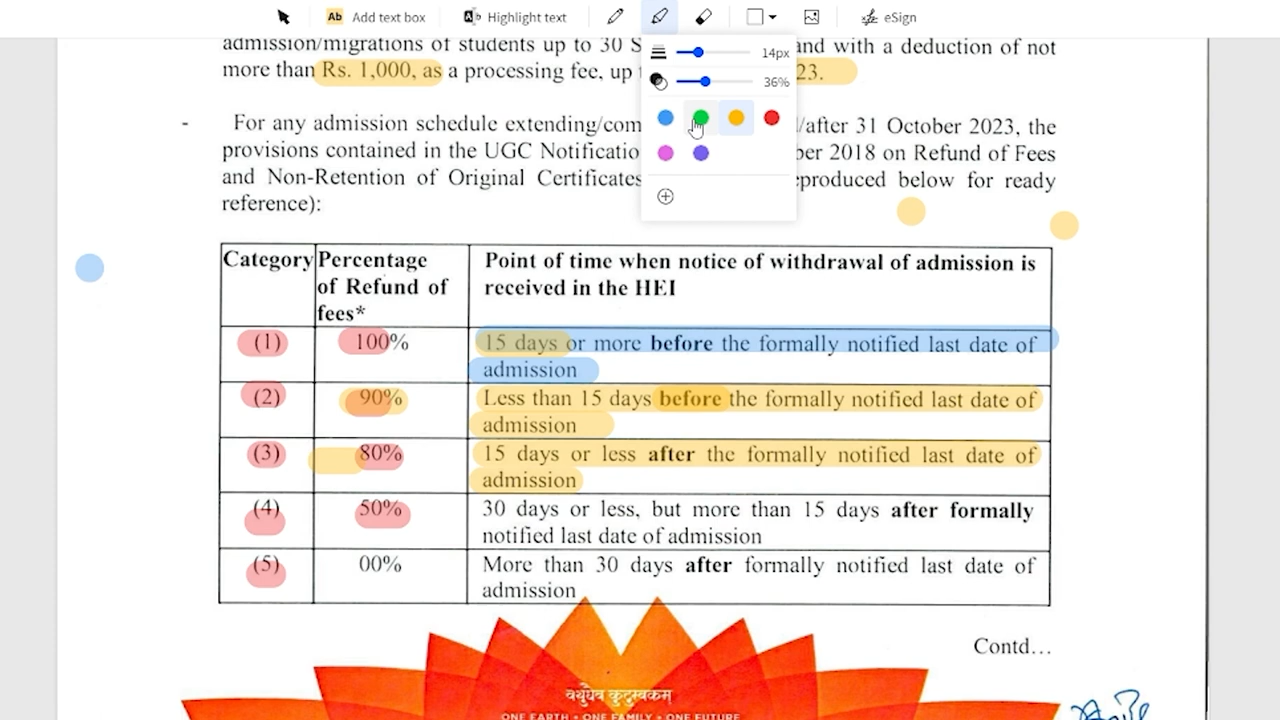 Add text box
Highlight text
eSign
14px
36%
admission/migrations of students up to 30 S and with a deduction of not
more than Rs. 1,000, as a processing fee, up 23.
- For any admission schedule extending/com /after 31 October 2023, the
provisions contained in the UGC Notificatio ber 2018 on Refund of Fees
and Non-Retention of Original Certificates eproduced below for ready
reference):
Category Percentage of Refund of fees* Point of time when notice of withdrawal of admission is
received in the HEI
(1) 100% 15 days or more before the formally notified last date of
admission
(2) 90% Less than 15 days before the formally notified last date of
admission
(3) 80% 15 days or less after the formally notified last date of
admission
(4) 50% 30 days or less, but more than 15 days after formally
notified last date of admission
(5) 00% More than 30 days after formally notified last date of
admission
Contd...
वसुधैव कुटुम्बकम्
ONE EARTH • ONE FAMILY • ONE FUTURE